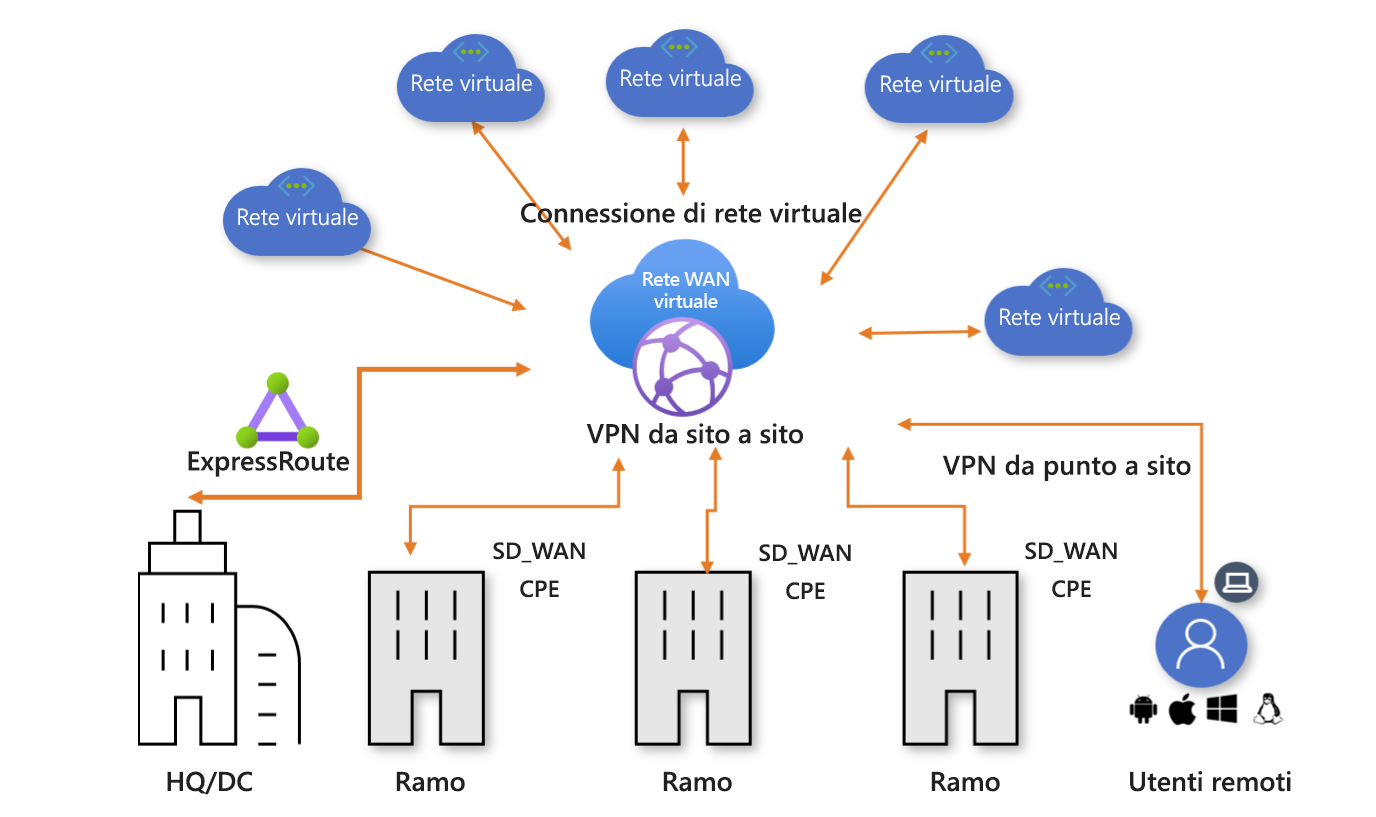 Rete virtuale
Rete virtuale
Rete virtuale
Rete virtuale
Connessione di rete virtuale
Rete WAN
virtuale
Rete virtuale
VPN da sito a sito
ExpressRoute
VPN da punto a sito
SD_WAN
CPE
SD_WAN
CPE
SD_WAN
CPE
HQ/DC
Ramo
Ramo
Ramo
Utenti remoti